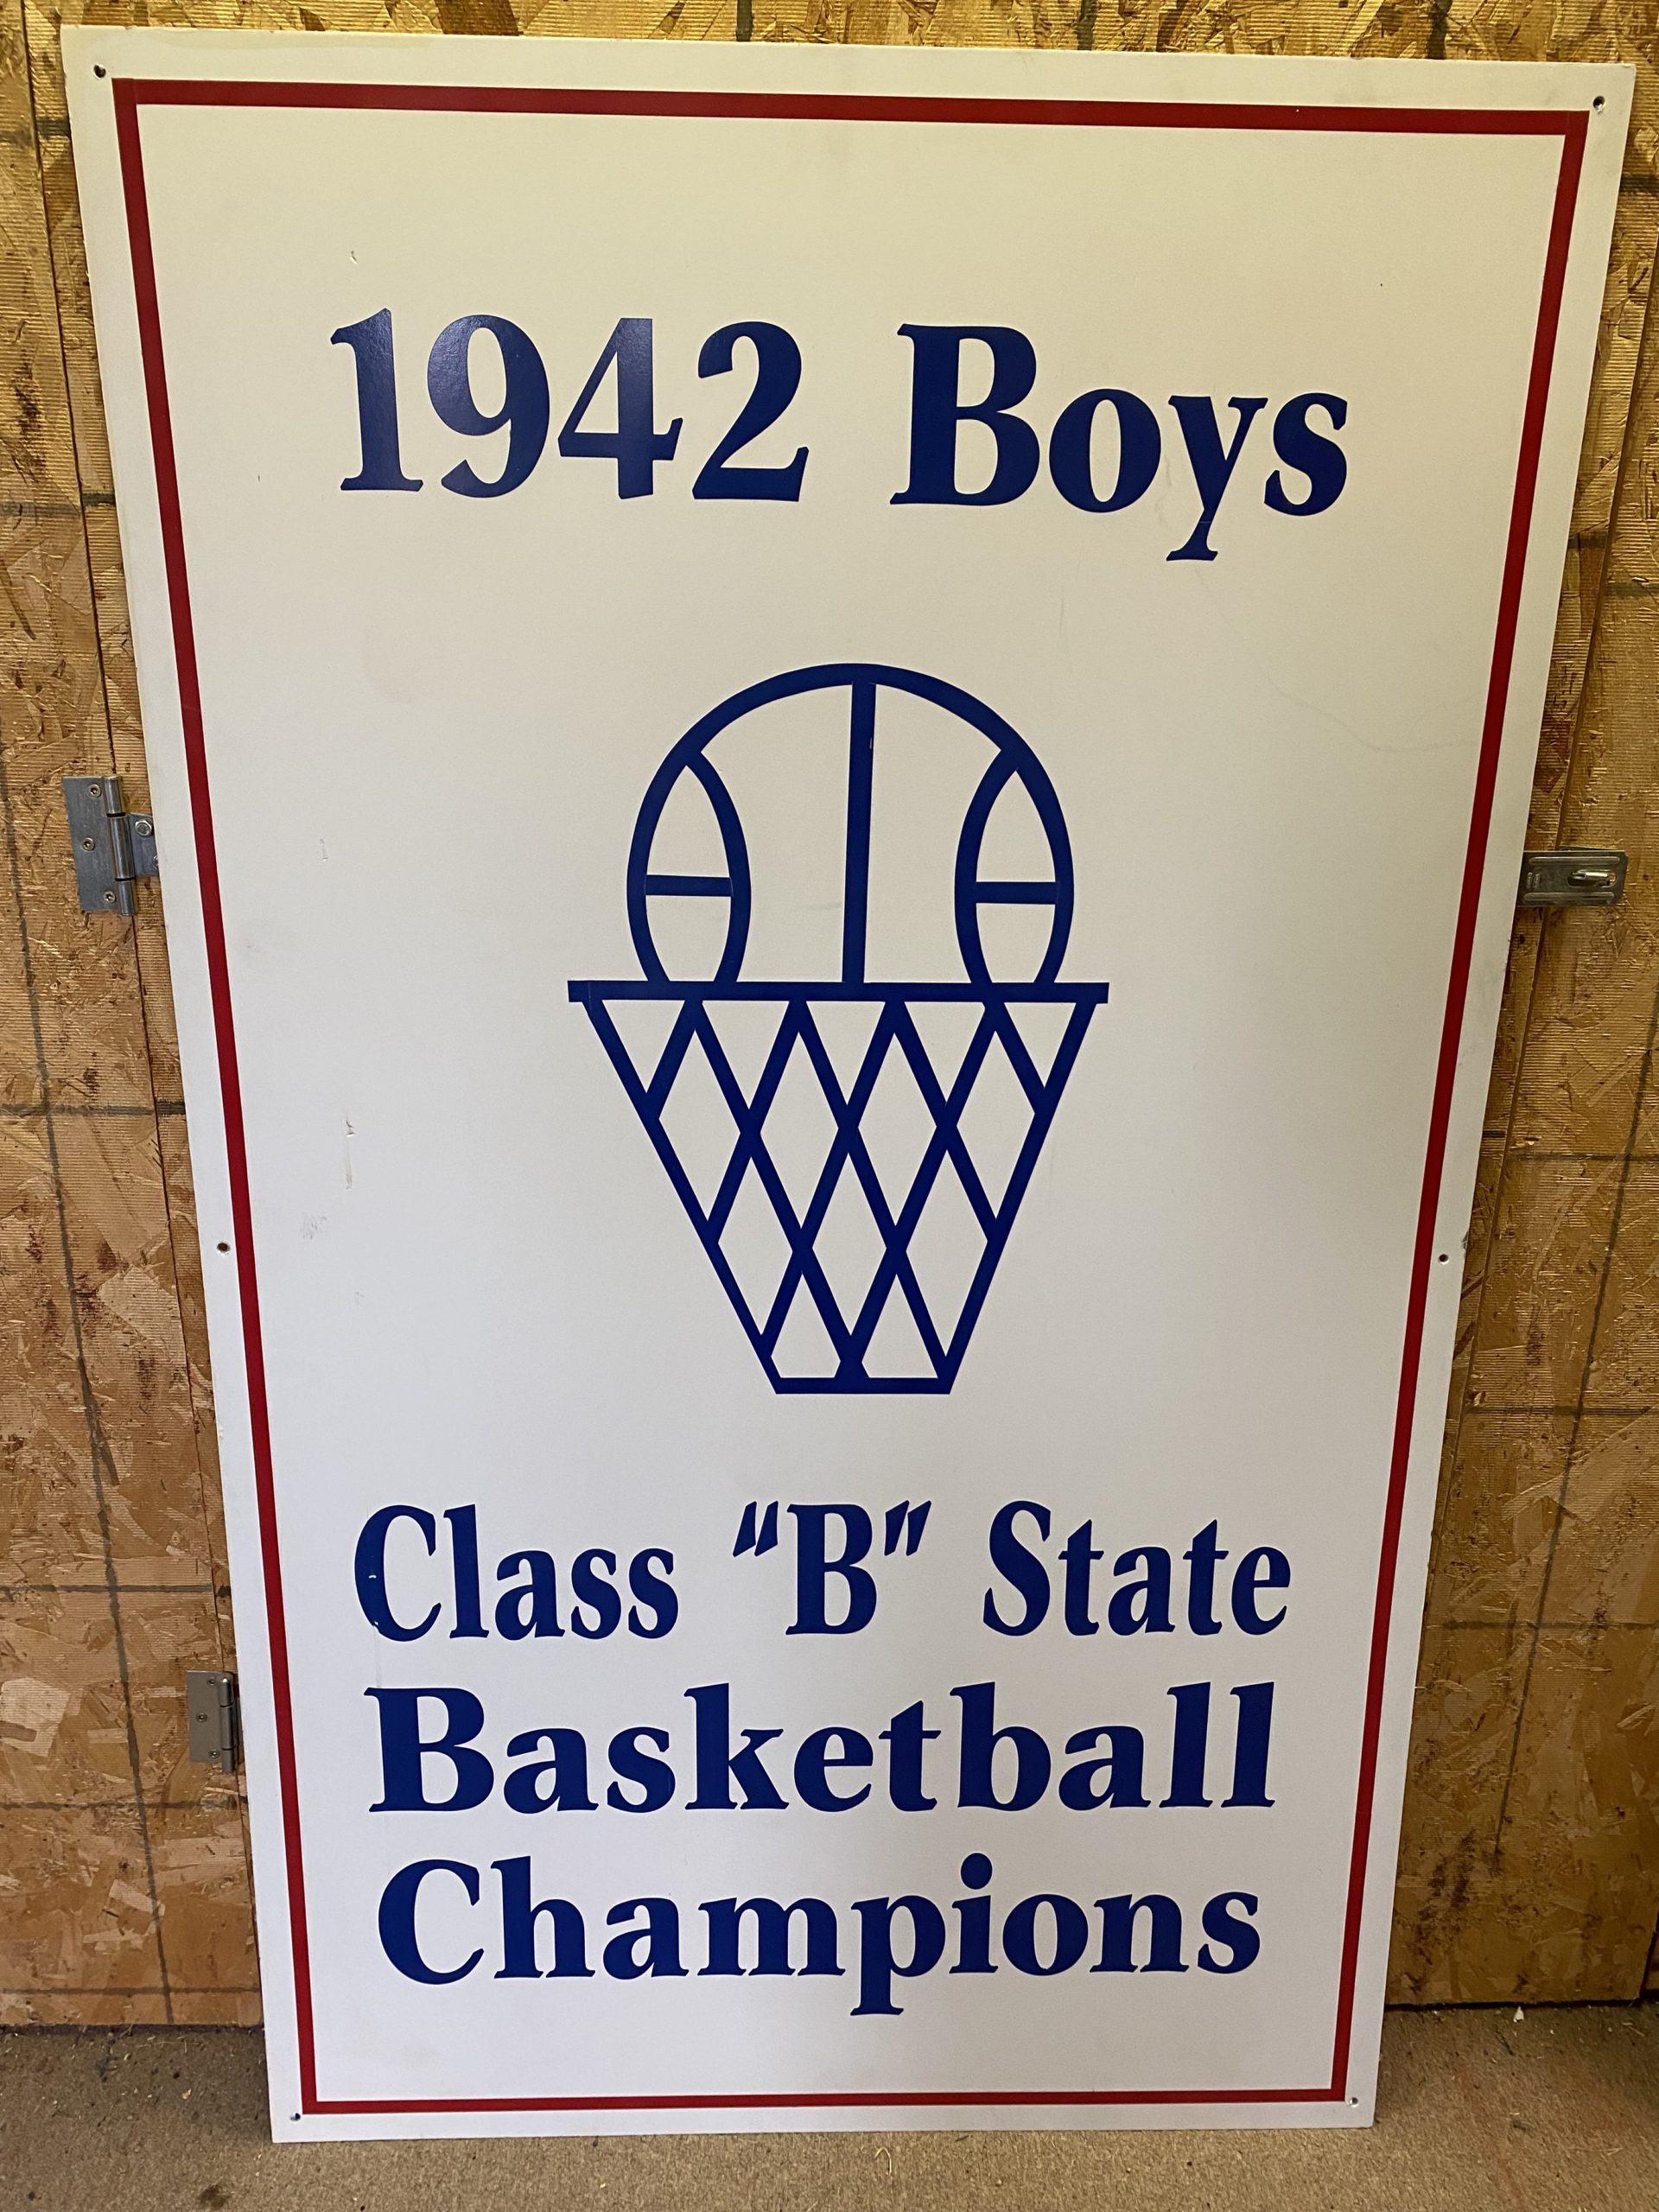 1942 Boys
Class "B" State
Basketball
Champions